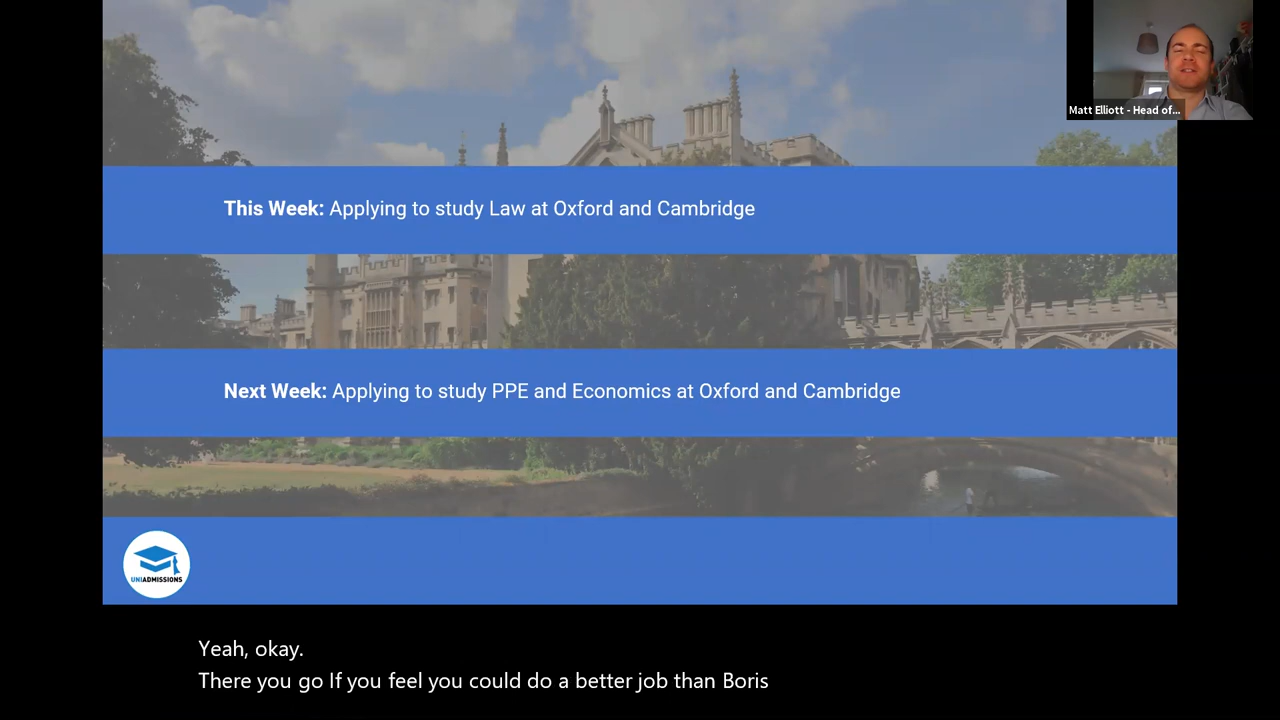 Matt Elliott - Head of...
This Week: Applying to study Law at Oxford and Cambridge
Next Week: Applying to study PPE and Economics at Oxford and Cambridge
UNIADMISSIONS
Yeah, okay.
There you go If you feel you could do a better job than Boris